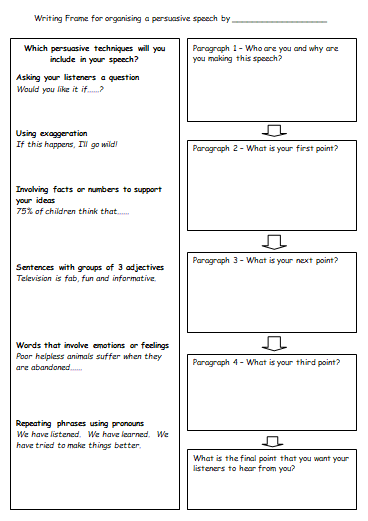 Writing Frame for organising a persuasive speech by ____________________
Which persuasive techniques will you
include in your speech?
Asking your listeners a question
Would you like it if......?
Using exaggeration
If this happens, I'll go wild!
Involving facts or numbers to support
your ideas
75% of children think that......
Sentences with groups of 3 adjectives
Television is fab, fun and informative.
Words that involve emotions or feelings
Poor helpless animals suffer when they
are abandoned......
Repeating phrases using pronouns
We have listened. We have learned. We
have tried to make things better.
Paragraph 1 – Who are you and why are
you making this speech?
Paragraph 2 – What is your first point?
Paragraph 3 – What is your next point?
Paragraph 4 – What is your third point?
What is the final point that you want your
listeners to hear from you?